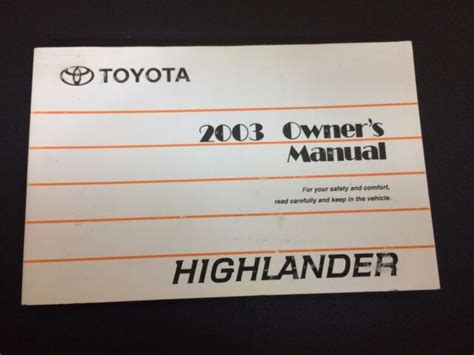 TOYOTA
2003 Owner's
Manual
For your safety and comfort,
read carefully and keep in the vehicle.
HIGHLANDER